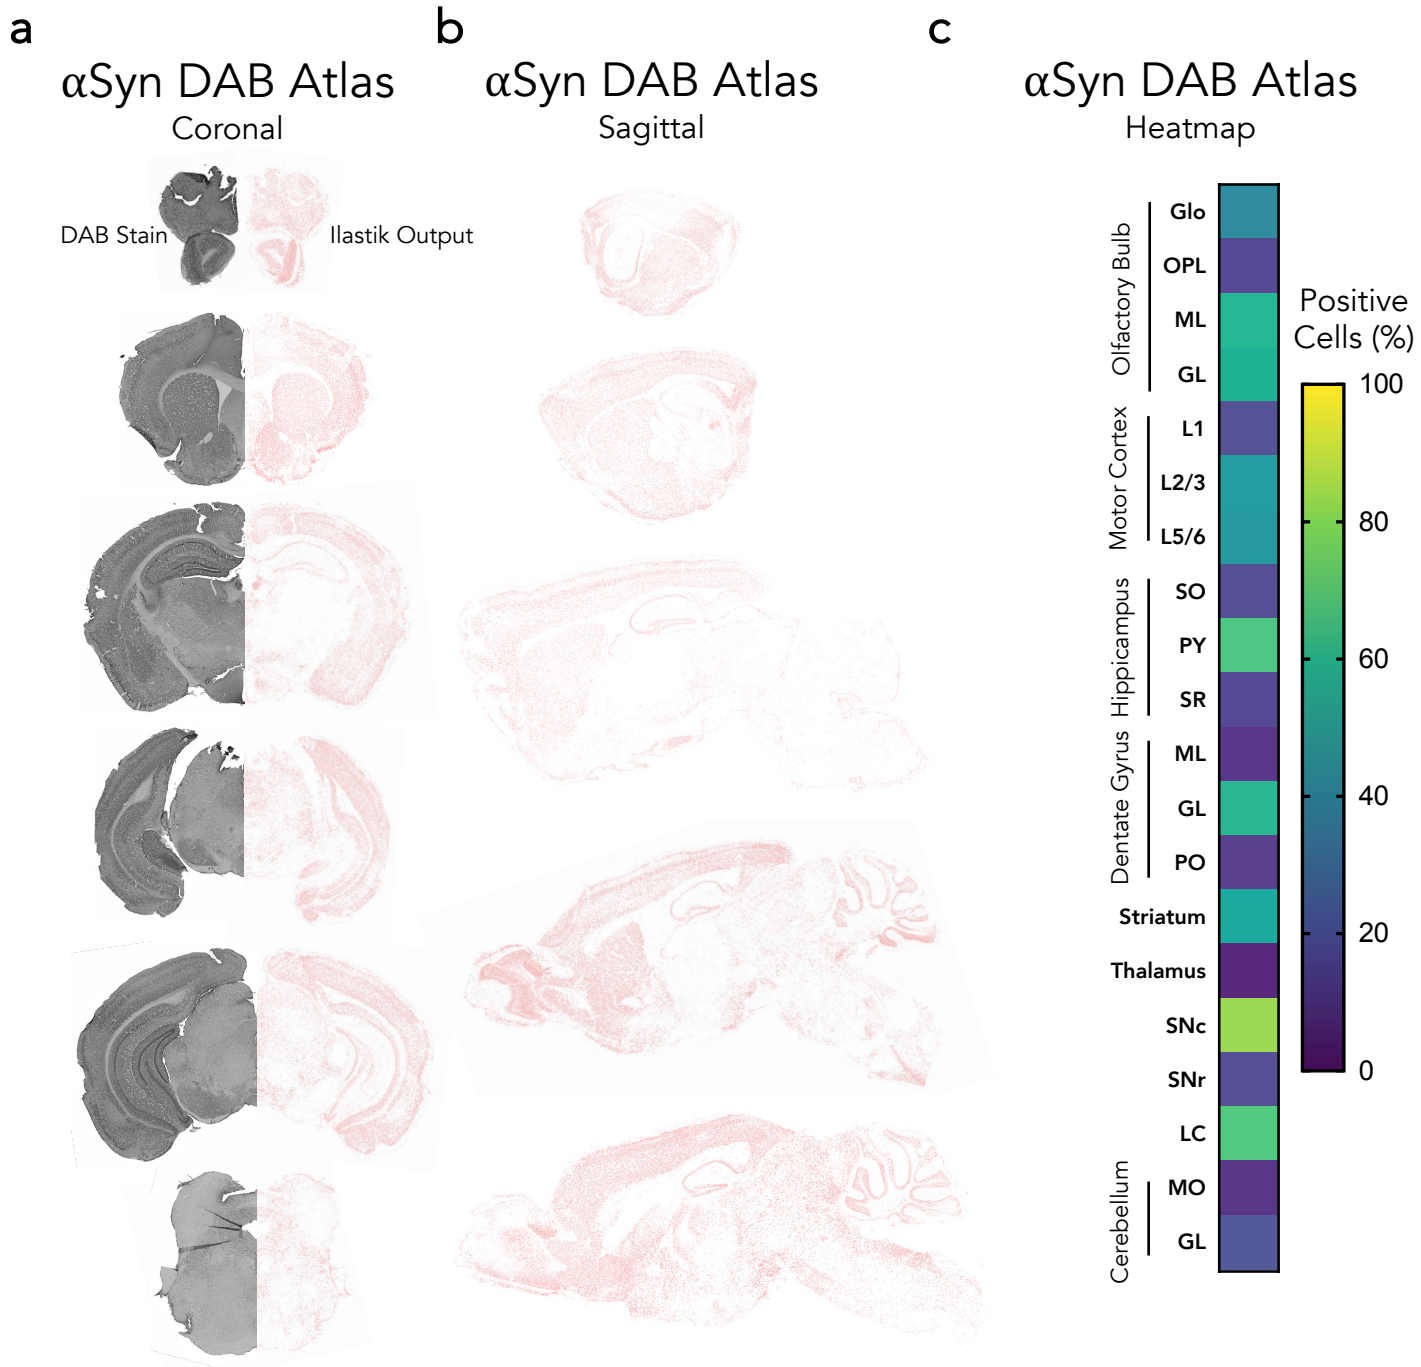 a
αSyn DAB Atlas
Coronal
DAB Stain
Ilastik Output
b
αSyn DAB Atlas
Sagittal
c
αSyn DAB Atlas
Heatmap
Olfactory Bulb
Glo
OPL
ML
GL
Motor Cortex
L1
L2/3
L5/6
Hippicampus
SO
PY
SR
Dentate Gyrus
ML
GL
PO
Striatum
Thalamus
SNc
SNr
LC
Cerebellum
MO
GL
Positive
Cells (%)
100
80
60
40
20
0